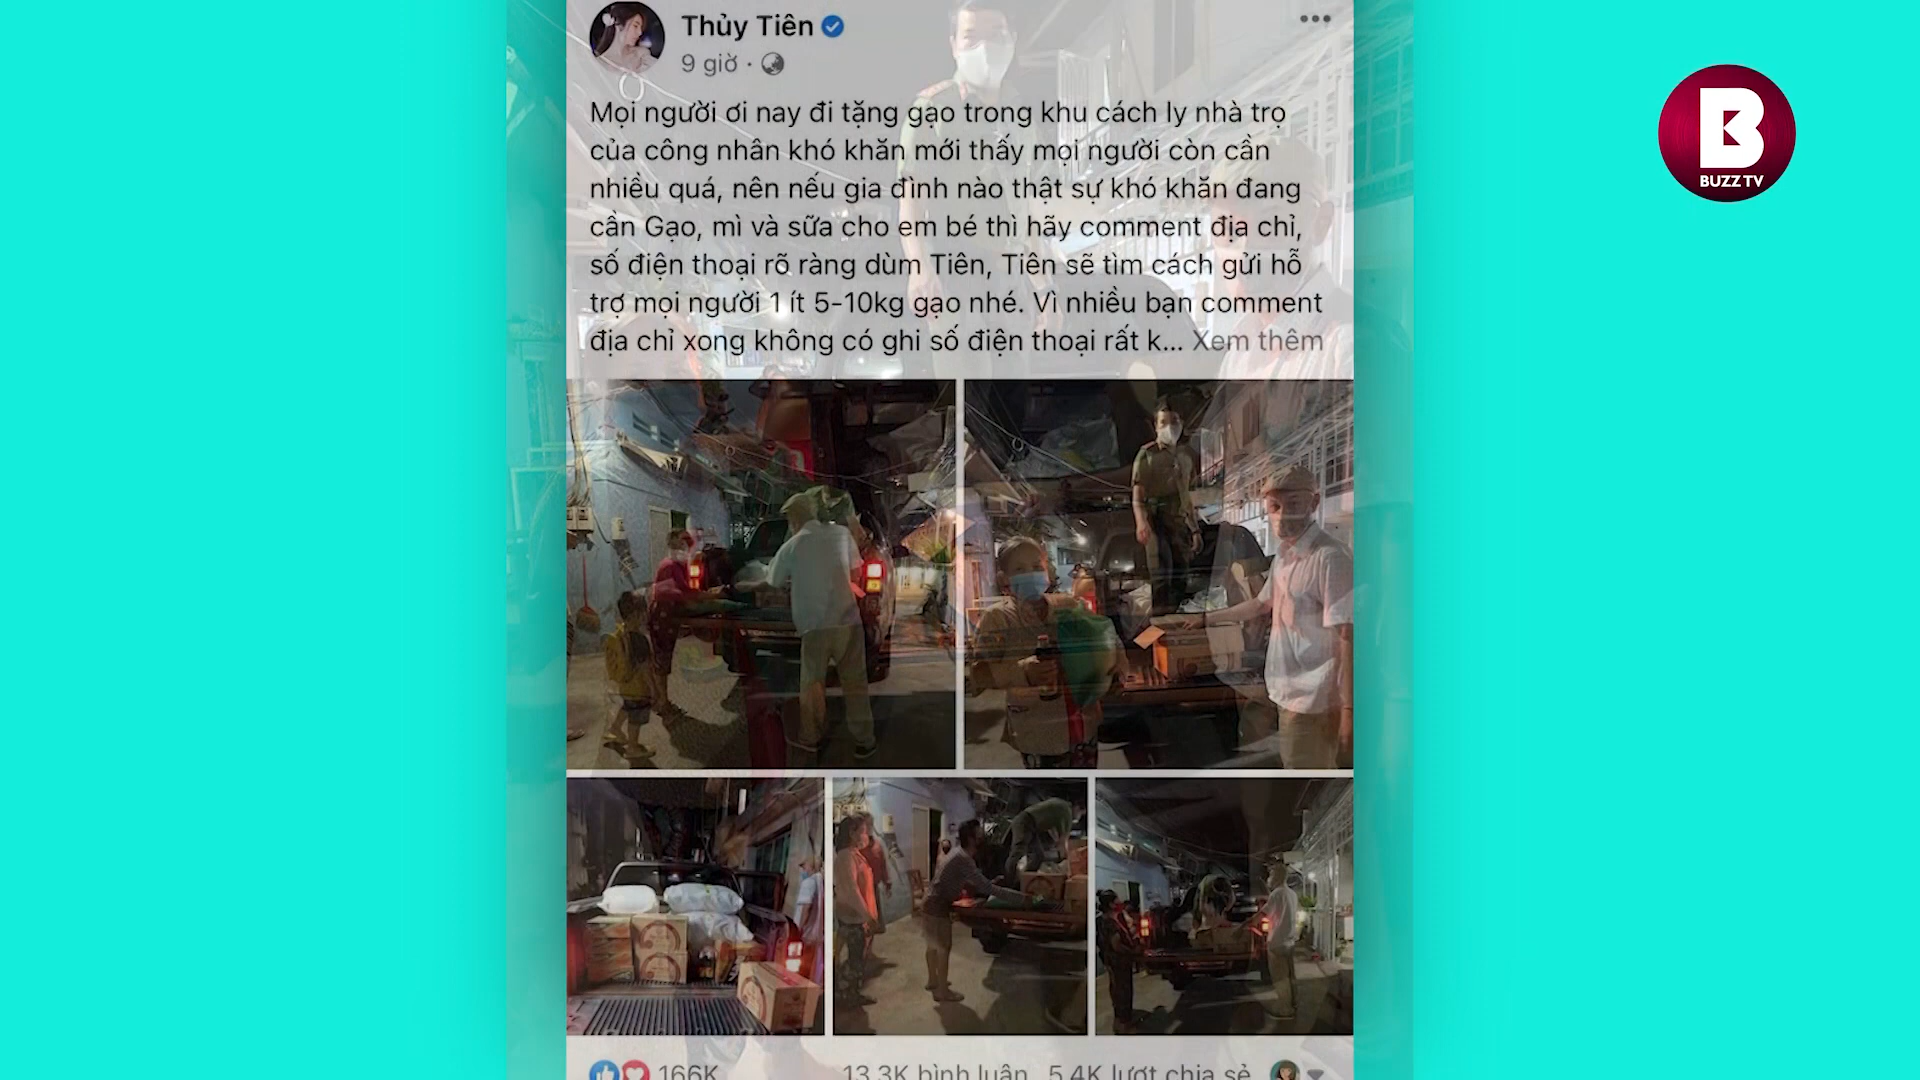 Thủy Tiên
9 giờ ·
Mọi người ơi nay đi tặng gạo trong khu cách ly nhà trọ
của công nhân khó khăn mới thấy mọi người còn cần
nhiều quá, nên nếu gia đình nào thật sự khó khăn đang
cần Gạo, mì và sữa cho em bé thì hãy comment địa chỉ,
số điện thoại rõ ràng dùm Tiên, Tiên sẽ tìm cách gửi hỗ
trợ mọi người 1 ít 5-10kg gạo nhé. Vì nhiều bạn comment
địa chỉ xong không có ghi số điện thoại rất k... Xem thêm
166K 13.3K bình luận 5.4K lượt chia sẻ
B
BUZZ TV